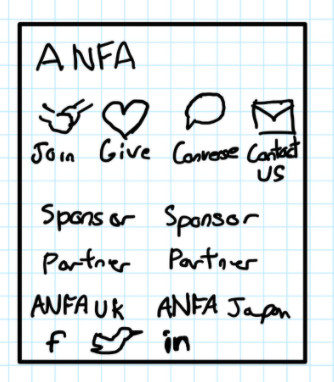 ANFA
Join Give Converse Contact
US
Sponsor Sponsor
Partner Partner
ANFA UK ANFA Japan
f in